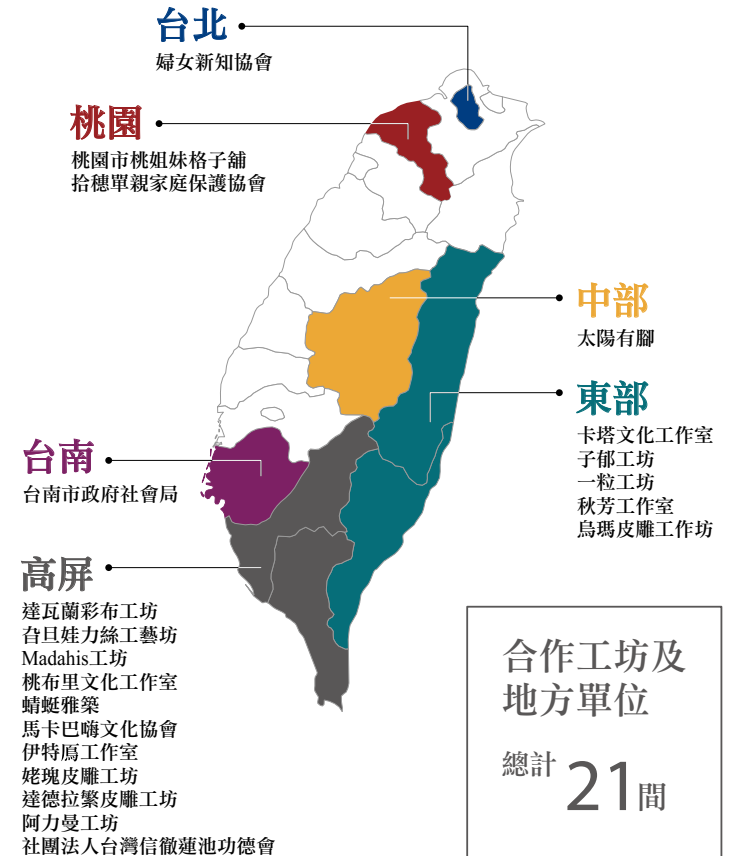 台北
婦女新知協會
桃園
桃園市桃姐妹格子舖
拾穗單親家庭保護協會
中部
太陽有腳
東部
卡塔文化工作室
子郁工坊
一粒工坊
秋芳工作室
烏瑪皮雕工作坊
台南
台南市政府社會局
高屏
達瓦蘭彩布工坊
旮旦娃力絲工藝坊
Madahis工坊
桃布里文化工作室
蜻蜓雅築
馬卡巴嗨文化協會
伊特廌工作室
姥瑰皮雕工坊
達德拉繁皮雕工坊
阿力曼工坊
社團法人台灣信徹蓮池功德會
合作工坊及
地方單位
總計 21間